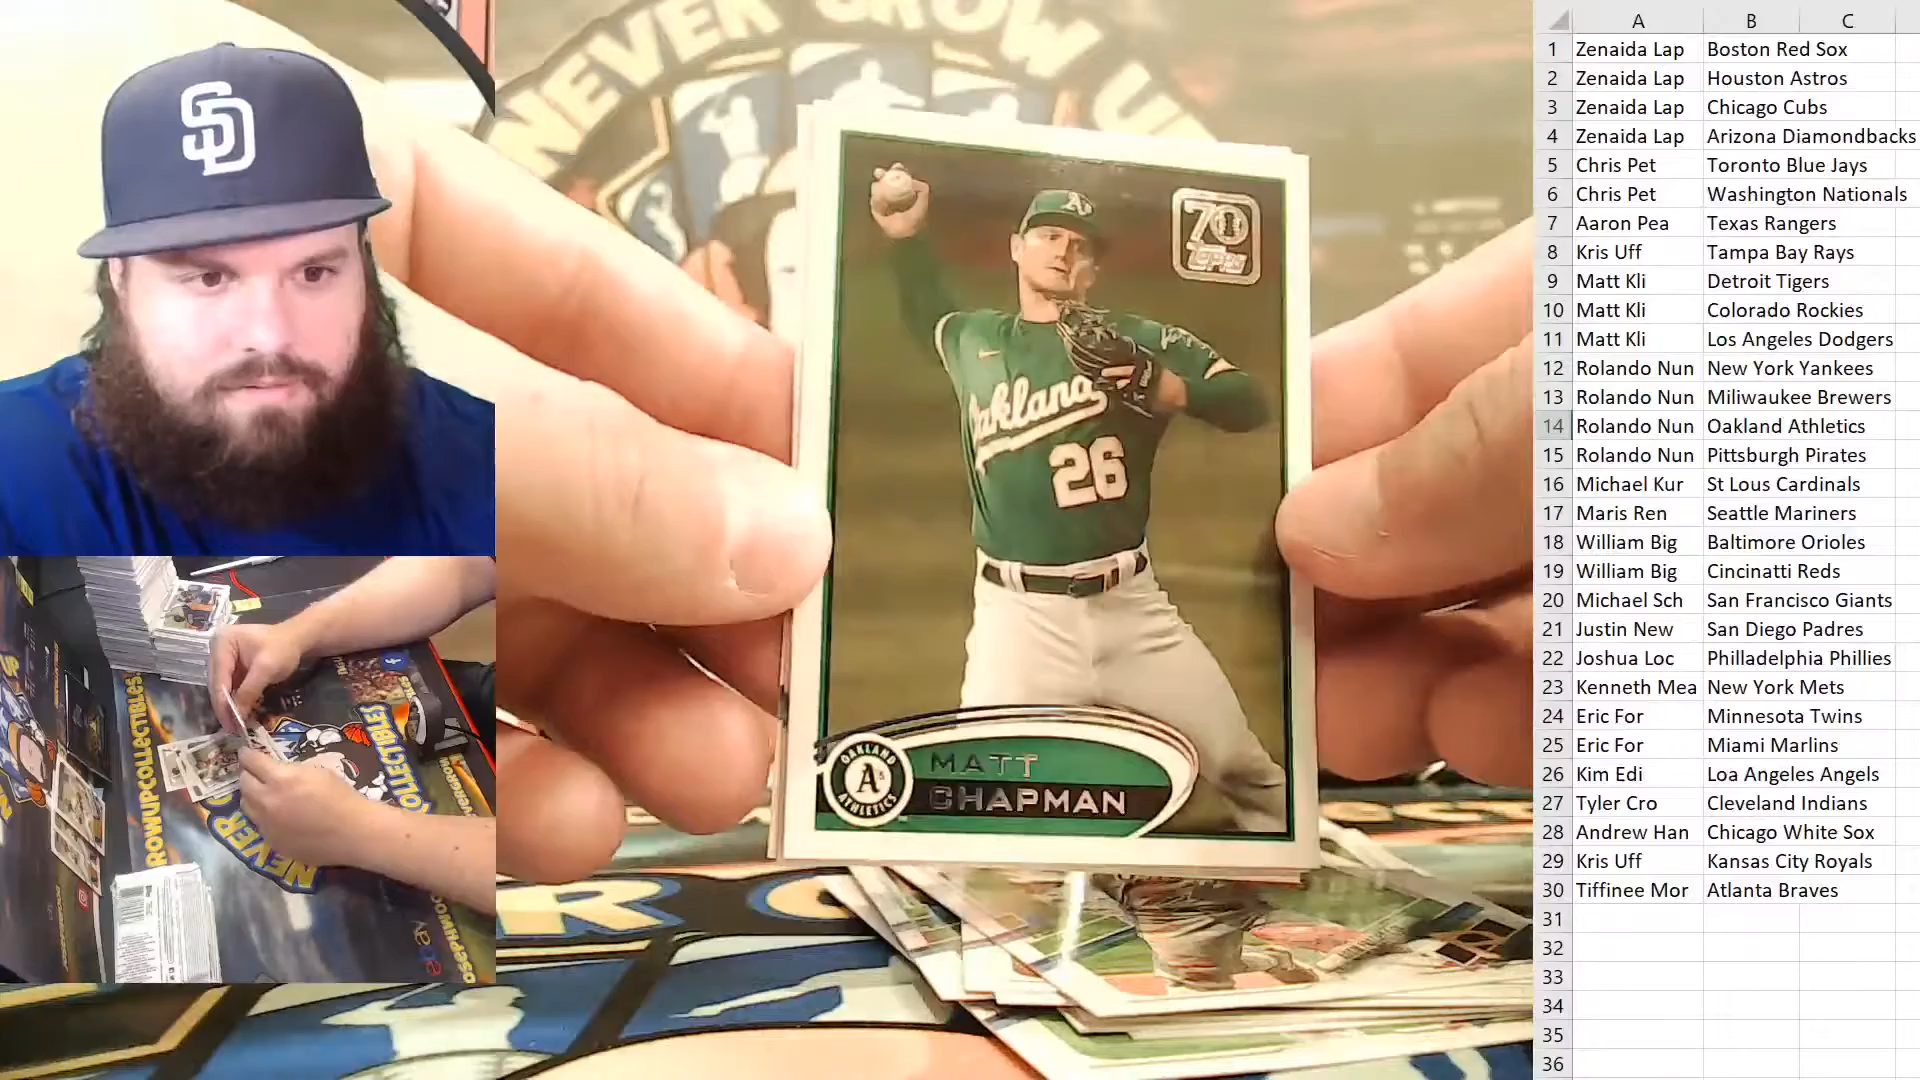 SD
NEVER GROW UP
70
Topps
A's
Oakland
26
OAKLAND
A's
ATHLETICS
MATT
CHAPMAN
ROWUPCOLLECTIBLES
COLLECTIBLES
NEVER
A B C
1 Zenaida Lap Boston Red Sox
2 Zenaida Lap Houston Astros
3 Zenaida Lap Chicago Cubs
4 Zenaida Lap Arizona Diamondbacks
5 Chris Pet Toronto Blue Jays
6 Chris Pet Washington Nationals
7 Aaron Pea Texas Rangers
8 Kris Uff Tampa Bay Rays
9 Matt Kli Detroit Tigers
10 Matt Kli Colorado Rockies
11 Matt Kli Los Angeles Dodgers
12 Rolando Nun New York Yankees
13 Rolando Nun Miliwaukee Brewers
14 Rolando Nun Oakland Athletics
15 Rolando Nun Pittsburgh Pirates
16 Michael Kur St Lous Cardinals
17 Maris Ren Seattle Mariners
18 William Big Baltimore Orioles
19 William Big Cincinatti Reds
20 Michael Sch San Francisco Giants
21 Justin New San Diego Padres
22 Joshua Loc Philladelphia Phillies
23 Kenneth Mea New York Mets
24 Eric For Minnesota Twins
25 Eric For Miami Marlins
26 Kim Edi Loa Angeles Angels
27 Tyler Cro Cleveland Indians
28 Andrew Han Chicago White Sox
29 Kris Uff Kansas City Royals
30 Tiffinee Mor Atlanta Braves
31
32
33
34
35
36